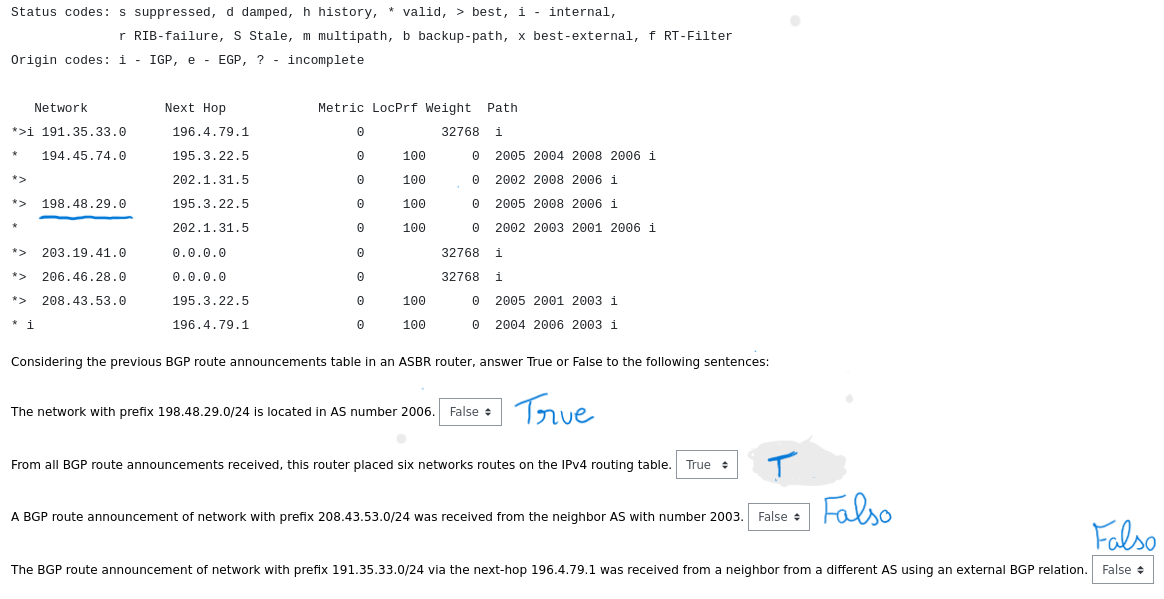 Status codes: s suppressed, d damped, h history, * valid, > best, i - internal,
r RIB-failure, S Stale, m multipath, b backup-path, x best-external, f RT-Filter
Origin codes: i - IGP, e - EGP, ? - incomplete
Network Next Hop Metric LocPrf Weight Path
*>i 191.35.33.0 196.4.79.1 0 32768 i
* 194.45.74.0 195.3.22.5 0 100 0 2005 2004 2008 2006 i
*> 202.1.31.5 0 100 0 2002 2008 2006 i
*> 198.48.29.0 195.3.22.5 0 100 0 2005 2008 2006 i
* 202.1.31.5 0 100 0 2002 2003 2001 2006 i
*> 203.19.41.0 0.0.0.0 0 32768 i
*> 206.46.28.0 0.0.0.0 0 32768 i
*> 208.43.53.0 195.3.22.5 0 100 0 2005 2001 2003 i
* i 196.4.79.1 0 100 0 2004 2006 2003 i
Considering the previous BGP route announcements table in an ASBR router, answer True or False to the following sentences:
The network with prefix 198.48.29.0/24 is located in AS number 2006. False True
From all BGP route announcements received, this router placed six networks routes on the IPv4 routing table. True T
A BGP route announcement of network with prefix 208.43.53.0/24 was received from the neighbor AS with number 2003. False Falso
Falso
The BGP route announcement of network with prefix 191.35.33.0/24 via the next-hop 196.4.79.1 was received from a neighbor from a different AS using an external BGP relation. False